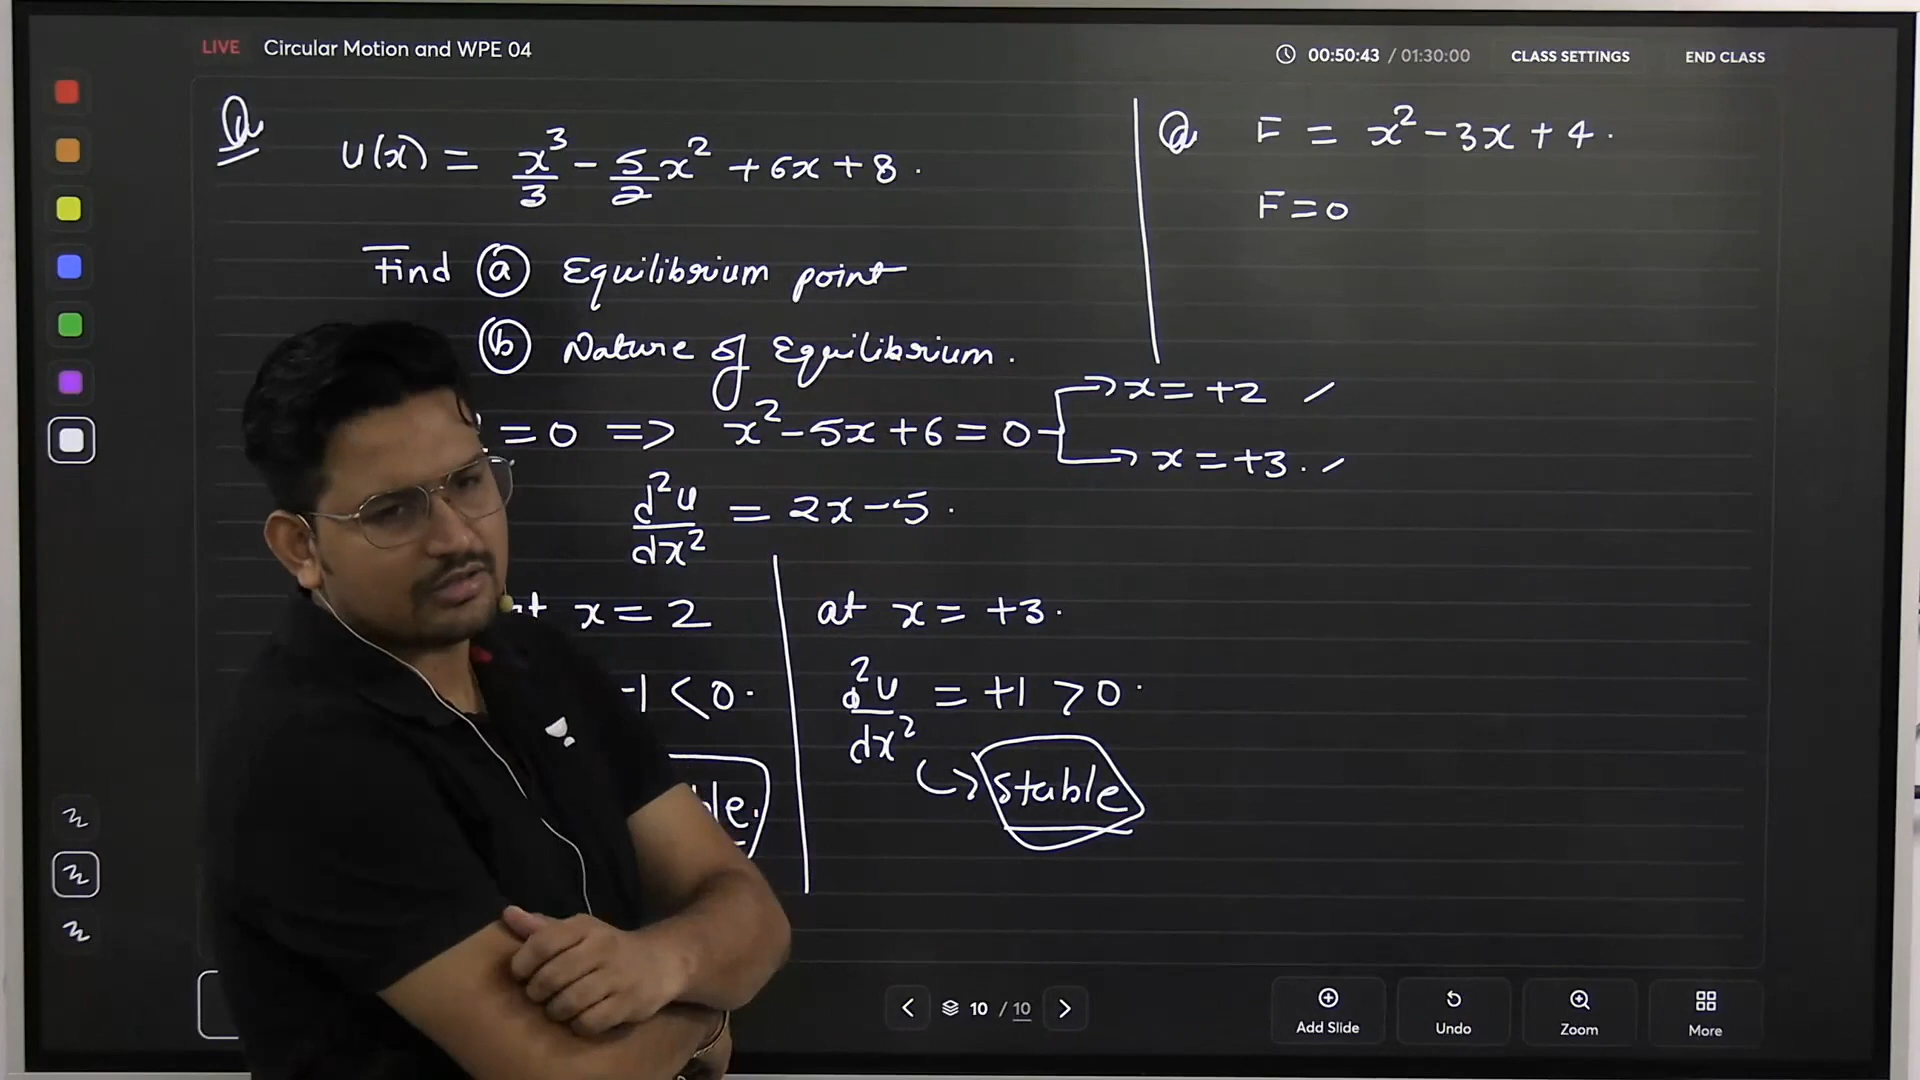 LIVE Circular Motion and WPE 04
00:50:43 / 01:30:00 CLASS SETTINGS END CLASS
Q
U(x) = x³/3 - 5/2 x² + 6x + 8.
Find (a) Equilibrium point
(b) Nature of Equilibrium.
= 0 => x² - 5x + 6 = 0
→ x = +2
→ x = +3.
d²U/dx² = 2x - 5.
at x = 2
-1 < 0.
at x = +3.
d²U/dx² = +1 > 0.
Stable
Q F = x² - 3x + 4.
F = 0
10 / 10
Add Slide Undo Zoom More